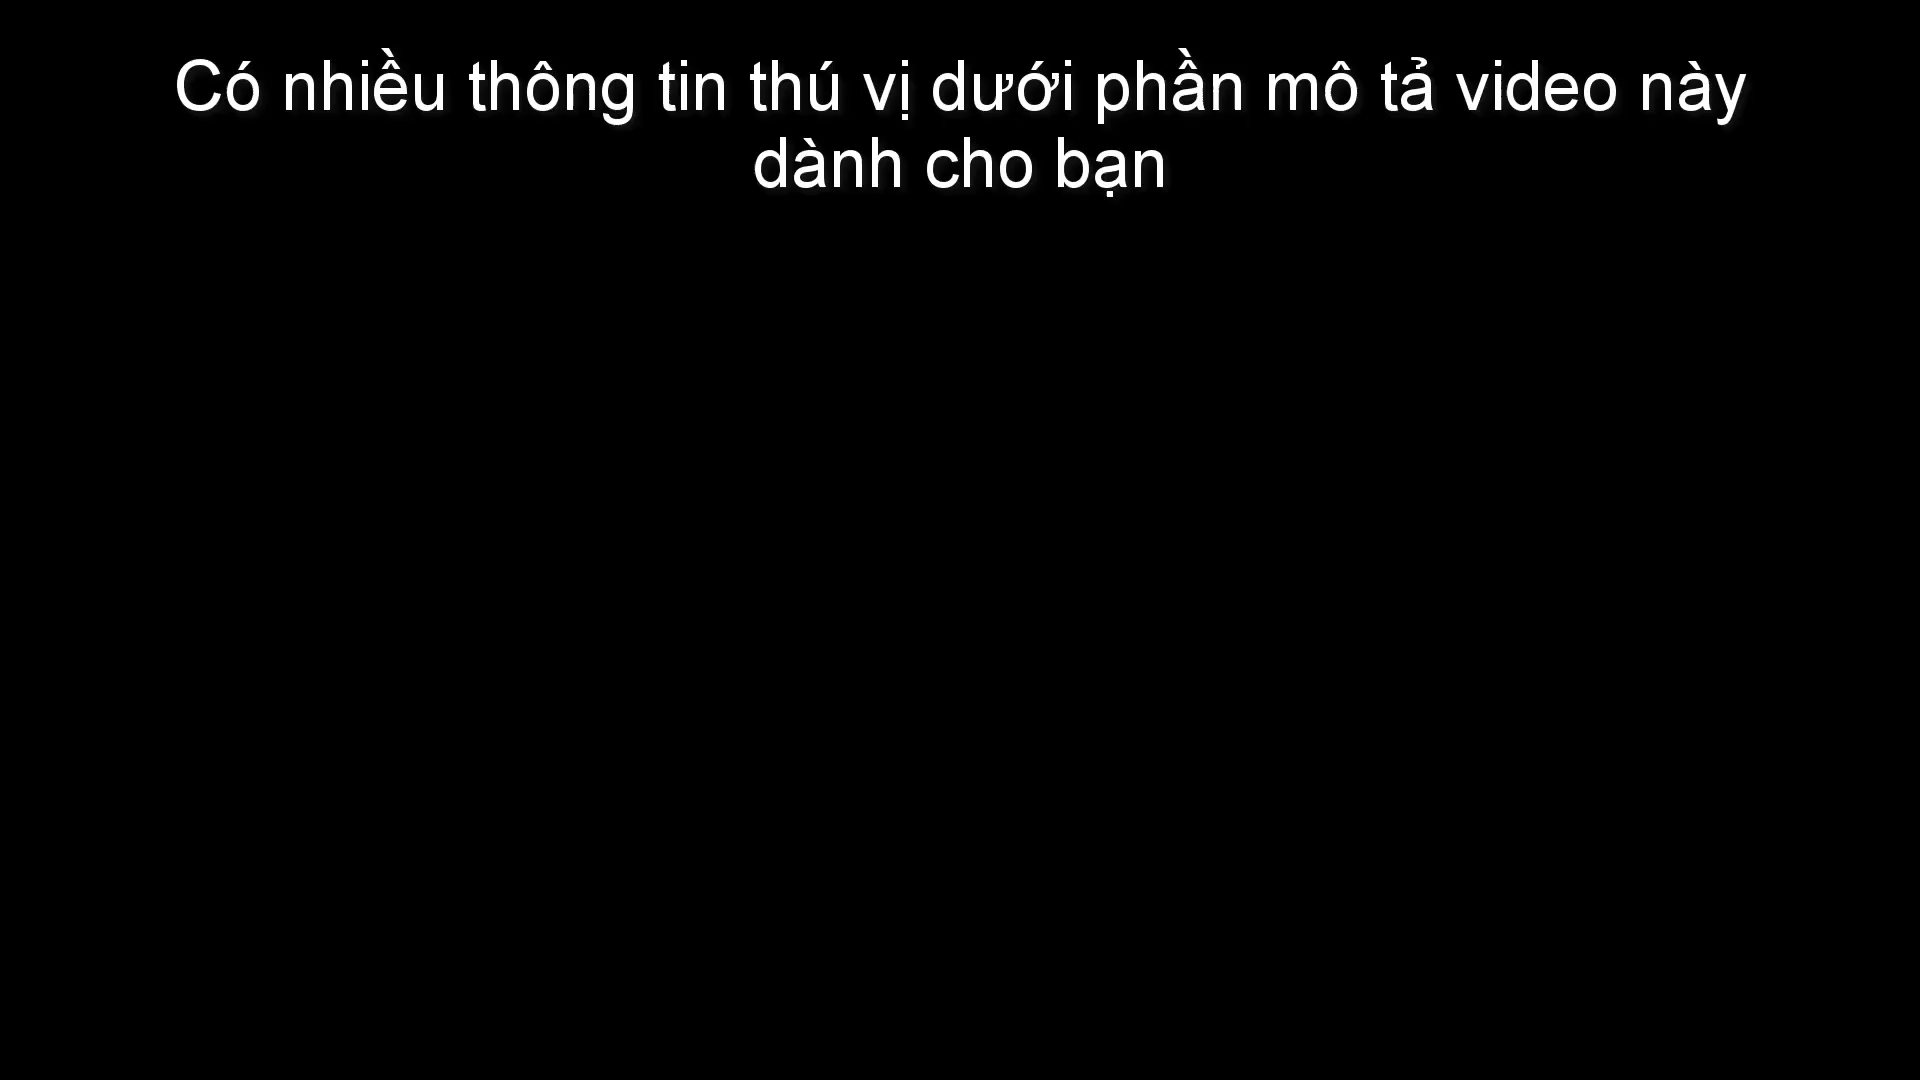 Có nhiều thông tin thú vị dưới phần mô tả video này
dành cho bạn